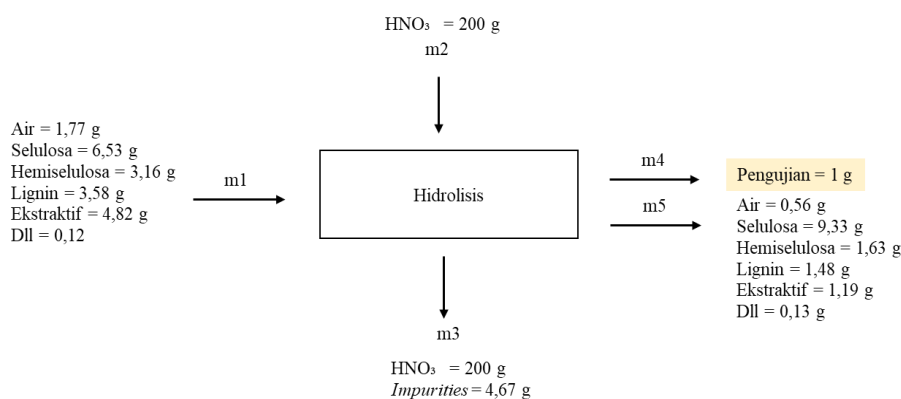 HNO₃ = 200 g
m2
Air = 1,77 g
Selulosa = 6,53 g
Hemiselulosa = 3,16 g
Lignin = 3,58 g
Ekstraktif = 4,82 g
Dll = 0,12
m1
Hidrolisis
m4
m5
Pengujian = 1 g
Air = 0,56 g
Selulosa = 9,33 g
Hemiselulosa = 1,63 g
Lignin = 1,48 g
Ekstraktif = 1,19 g
Dll = 0,13 g
m3
HNO₃ = 200 g
Impurities = 4,67 g